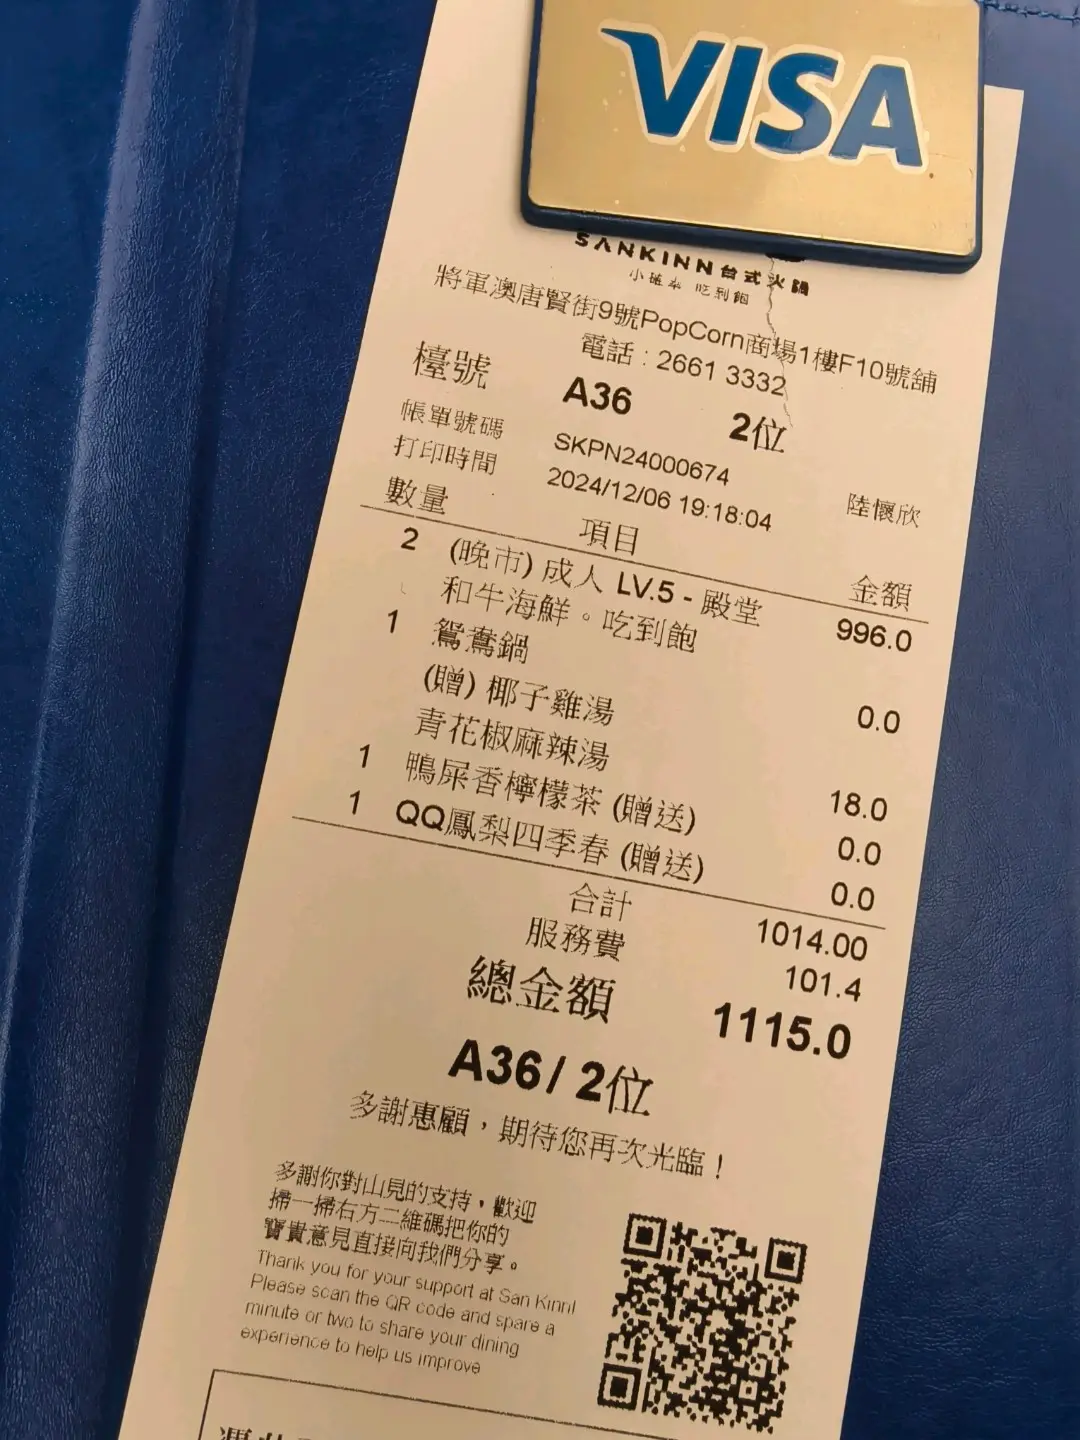 VISA
SANKINN 台式火鍋
小確幸 吃到飽
將軍澳唐賢街9號PopCorn商場1樓F10號舖
電話：2661 3332
檯號 A36 2位
帳單號碼 SKPN24000674
打印時間 2024/12/06 19:18:04 陸懷欣
數量 項目 金額
2 (晚市) 成人 LV.5 - 殿堂 996.0
和牛海鮮。吃到飽
1 鴛鴦鍋 0.0
(贈) 椰子雞湯
青花椒麻辣湯 18.0
1 鴨屎香檸檬茶 (贈送) 0.0
1 QQ鳳梨四季春 (贈送) 0.0
合計 1014.00
服務費 101.4
總金額 1115.0
A36/ 2位
多謝惠顧，期待您再次光臨！
多謝你對山見的支持，歡迎
掃一掃右方二維碼把你的
寶貴意見直接向我們分享。
Thank you for your support at San Kinn!
Please scan the QR code and spare a
minute or two to share your dining
experience to help us improve